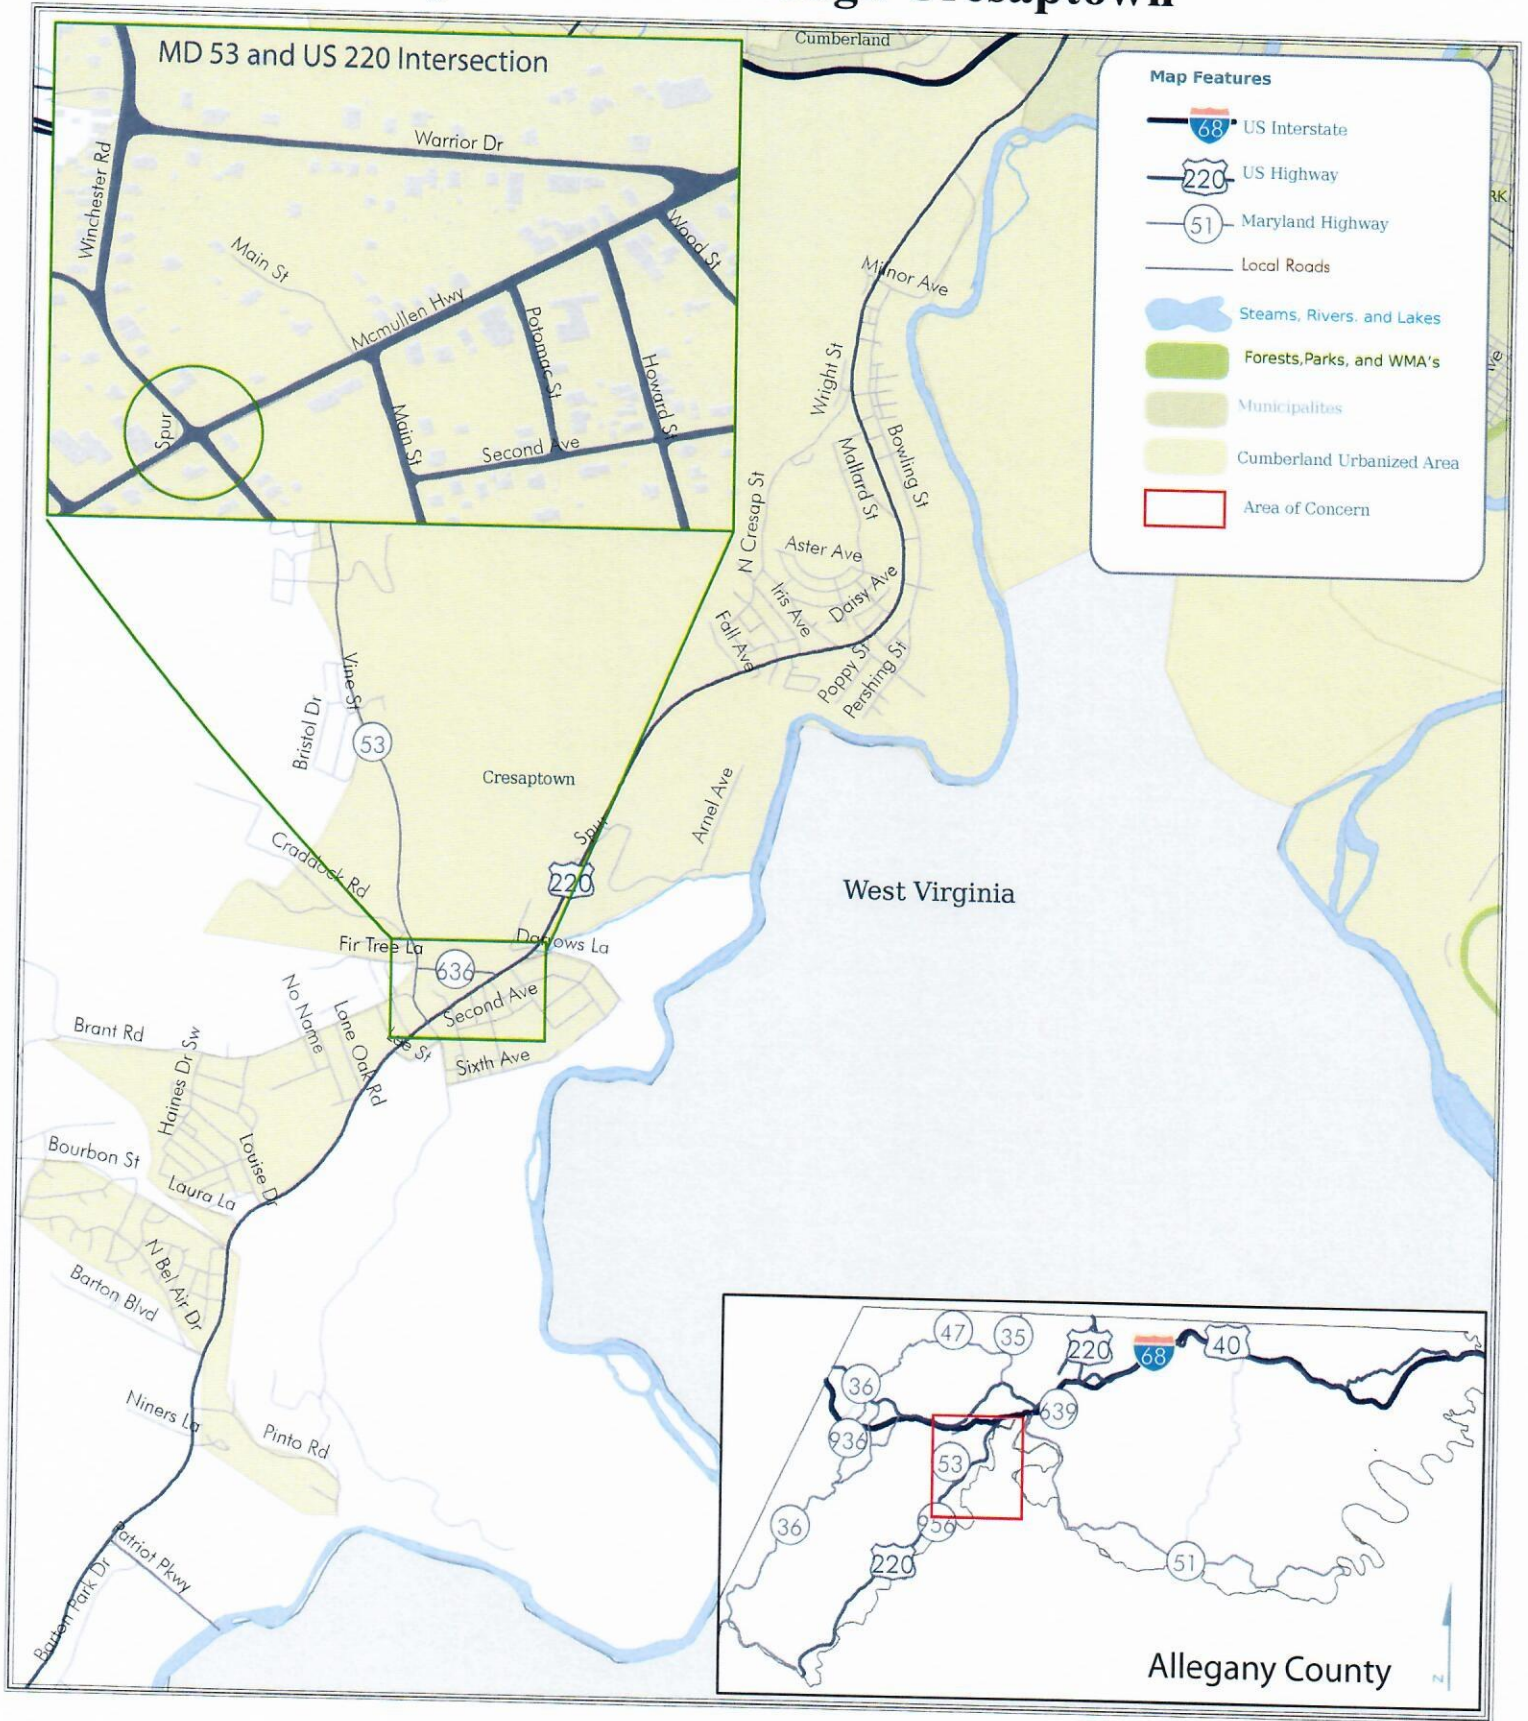 Cresaptown
Cumberland
MD 53 and US 220 Intersection
Winchester Rd
Warrior Dr
Main St
Mcmullen Hwy
Wood St
Potomac St
Howard St
Main St
Second Ave
Spur
Map Features
68 US Interstate
220 US Highway
51 Maryland Highway
Local Roads
Steams, Rivers. and Lakes
Forests,Parks, and WMA's
Municipalites
Cumberland Urbanized Area
Area of Concern
RK
Milnor Ave
Wright St
Mallard St
Bowling St
N Cresap St
Aster Ave
Iris Ave
Daisy Ave
Fall Ave
Poppy St
Pershing St
Vine St
Bristol Dr
53
Cresaptown
Spur
Arnel Ave
Craddock Rd
220
West Virginia
Fir Tree La
Darrows La
636
Second Ave
No Name
Lone Oak Rd
Lee St
Sixth Ave
Brant Rd
Haines Dr Sw
Bourbon St
Louise Dr
Laura La
N Bel Air Dr
Barton Blvd
Niners La
Pinto Rd
Patriot Pkwy
Barton Park Dr
47
35
220
68
40
36
639
936
53
36
956
220
51
Allegany County
N